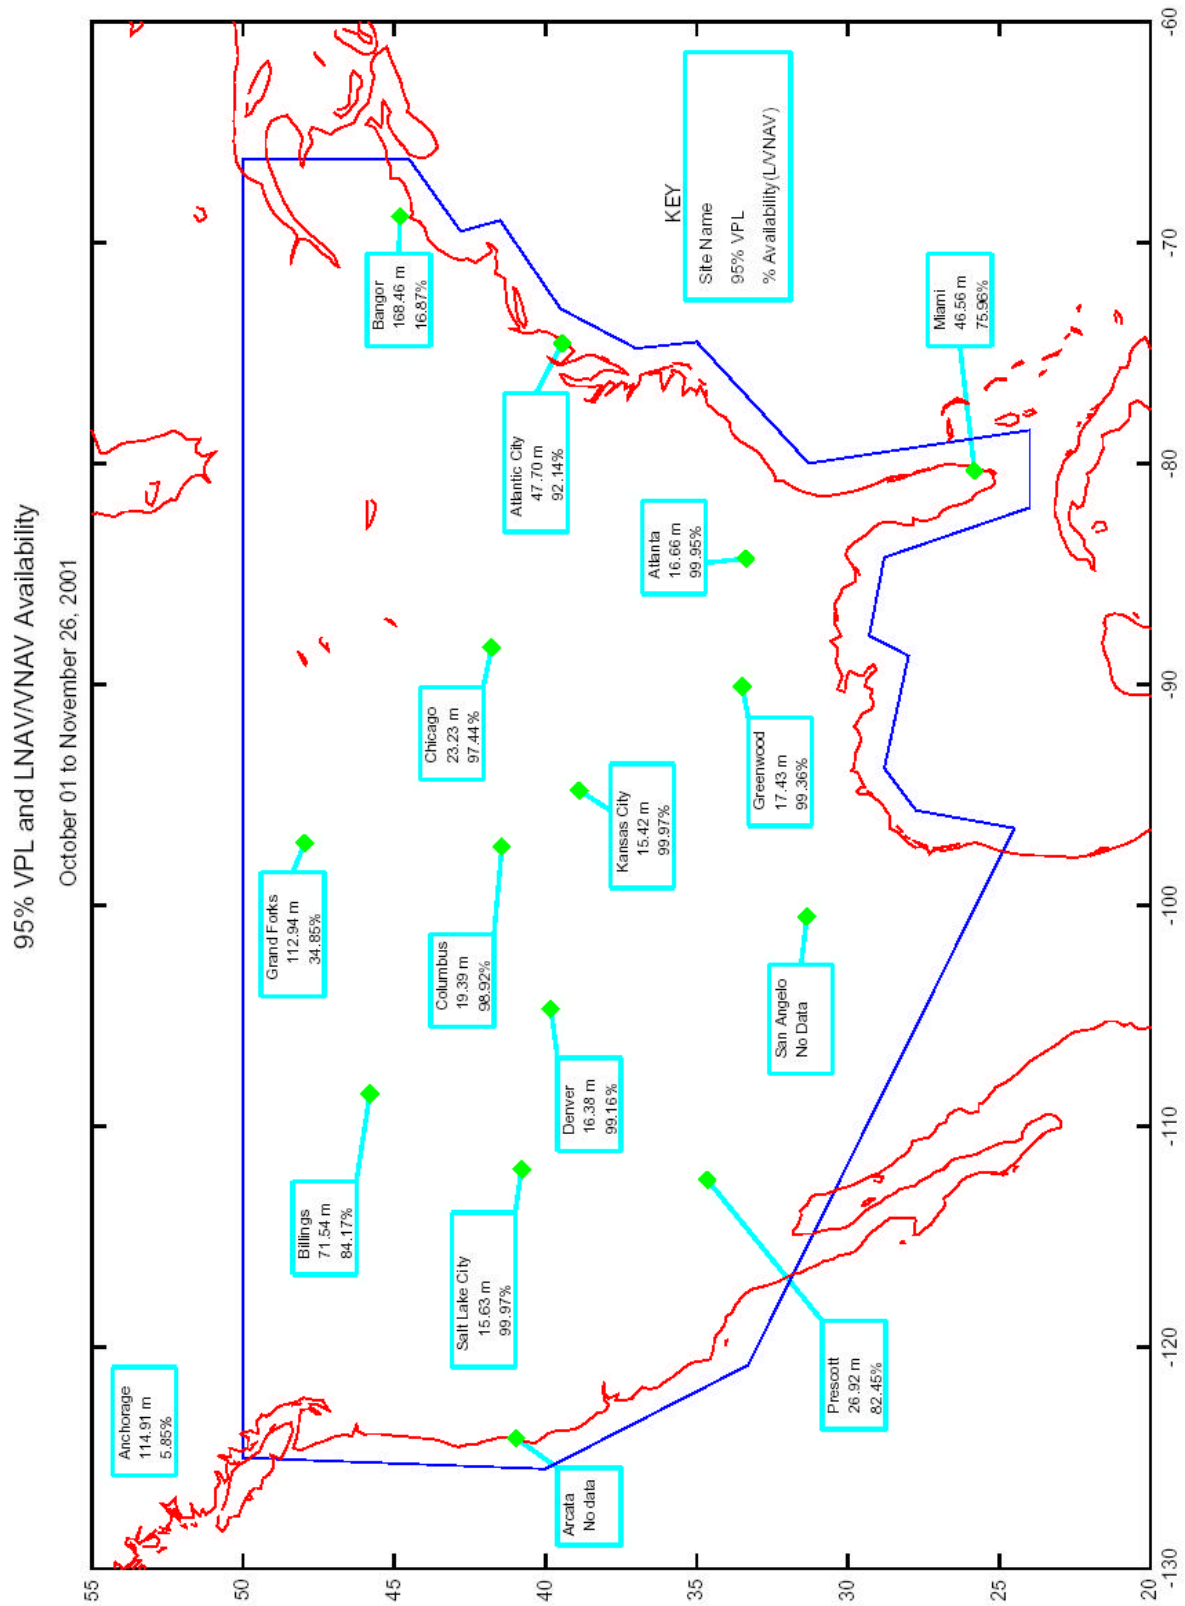 95% VPL and LNAV/VNAV Availability
October 01 to November 26, 2001
Anchorage
114.91 m
5.85%
Billings
71.54 m
84.17%
Grand Forks
112.94 m
34.85%
Bangor
168.46 m
16.87%
Salt Lake City
15.63 m
99.97%
Columbus
19.39 m
98.92%
Chicago
23.23 m
97.44%
Atlantic City
47.70 m
92.14%
Arcata
No data
Denver
16.38 m
99.16%
Kansas City
15.42 m
99.97%
Atlanta
16.66 m
99.95%
KEY
Site Name
95% VPL
% Availability(L/VNAV)
Prescott
26.92 m
82.45%
San Angelo
No Data
Greenwood
17.43 m
99.36%
Miami
46.56 m
75.96%
55
50
45
40
35
30
25
20
-130
-120
-110
-100
-90
-80
-70
-60